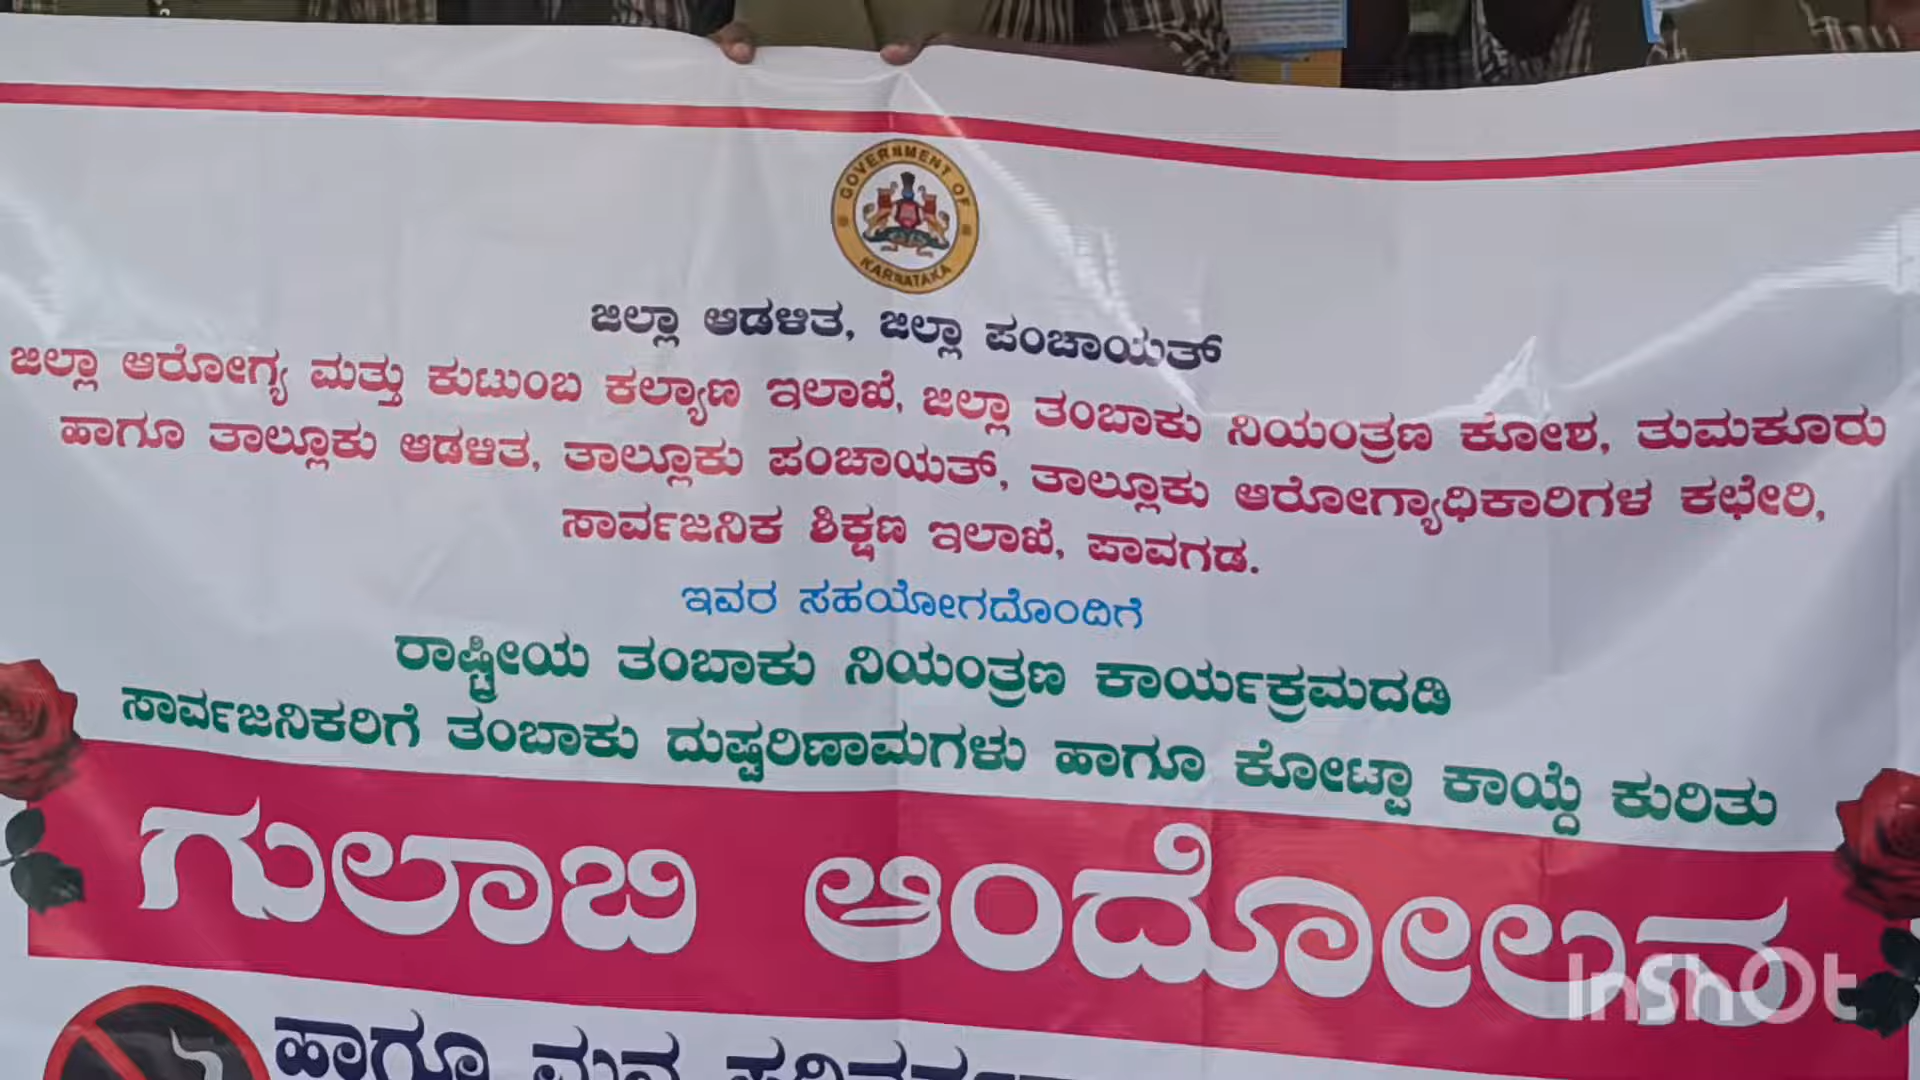 GOVERNMENT OF KARNATAKA
ಜಿಲ್ಲಾ ಆಡಳಿತ, ಜಿಲ್ಲಾ ಪಂಚಾಯತ್
ಜಿಲ್ಲಾ ಆರೋಗ್ಯ ಮತ್ತು ಕುಟುಂಬ ಕಲ್ಯಾಣ ಇಲಾಖೆ, ಜಿಲ್ಲಾ ತಂಬಾಕು ನಿಯಂತ್ರಣ ಕೋಶ, ತುಮಕೂರು
ಹಾಗೂ ತಾಲ್ಲೂಕು ಆಡಳಿತ, ತಾಲ್ಲೂಕು ಪಂಚಾಯತ್, ತಾಲ್ಲೂಕು ಆರೋಗ್ಯಾಧಿಕಾರಿಗಳ ಕಛೇರಿ,
ಸಾರ್ವಜನಿಕ ಶಿಕ್ಷಣ ಇಲಾಖೆ, ಪಾವಗಡ.
ಇವರ ಸಹಯೋಗದೊಂದಿಗೆ
ರಾಷ್ಟ್ರೀಯ ತಂಬಾಕು ನಿಯಂತ್ರಣ ಕಾರ್ಯಕ್ರಮದಡಿ
ಸಾರ್ವಜನಿಕರಿಗೆ ತಂಬಾಕು ದುಷ್ಪರಿಣಾಮಗಳು ಹಾಗೂ ಕೋಟ್ಪಾ ಕಾಯ್ದೆ ಕುರಿತು
ಗುಲಾಬಿ ಆಂದೋಲನ
InShOt
ಹಾಗೂ